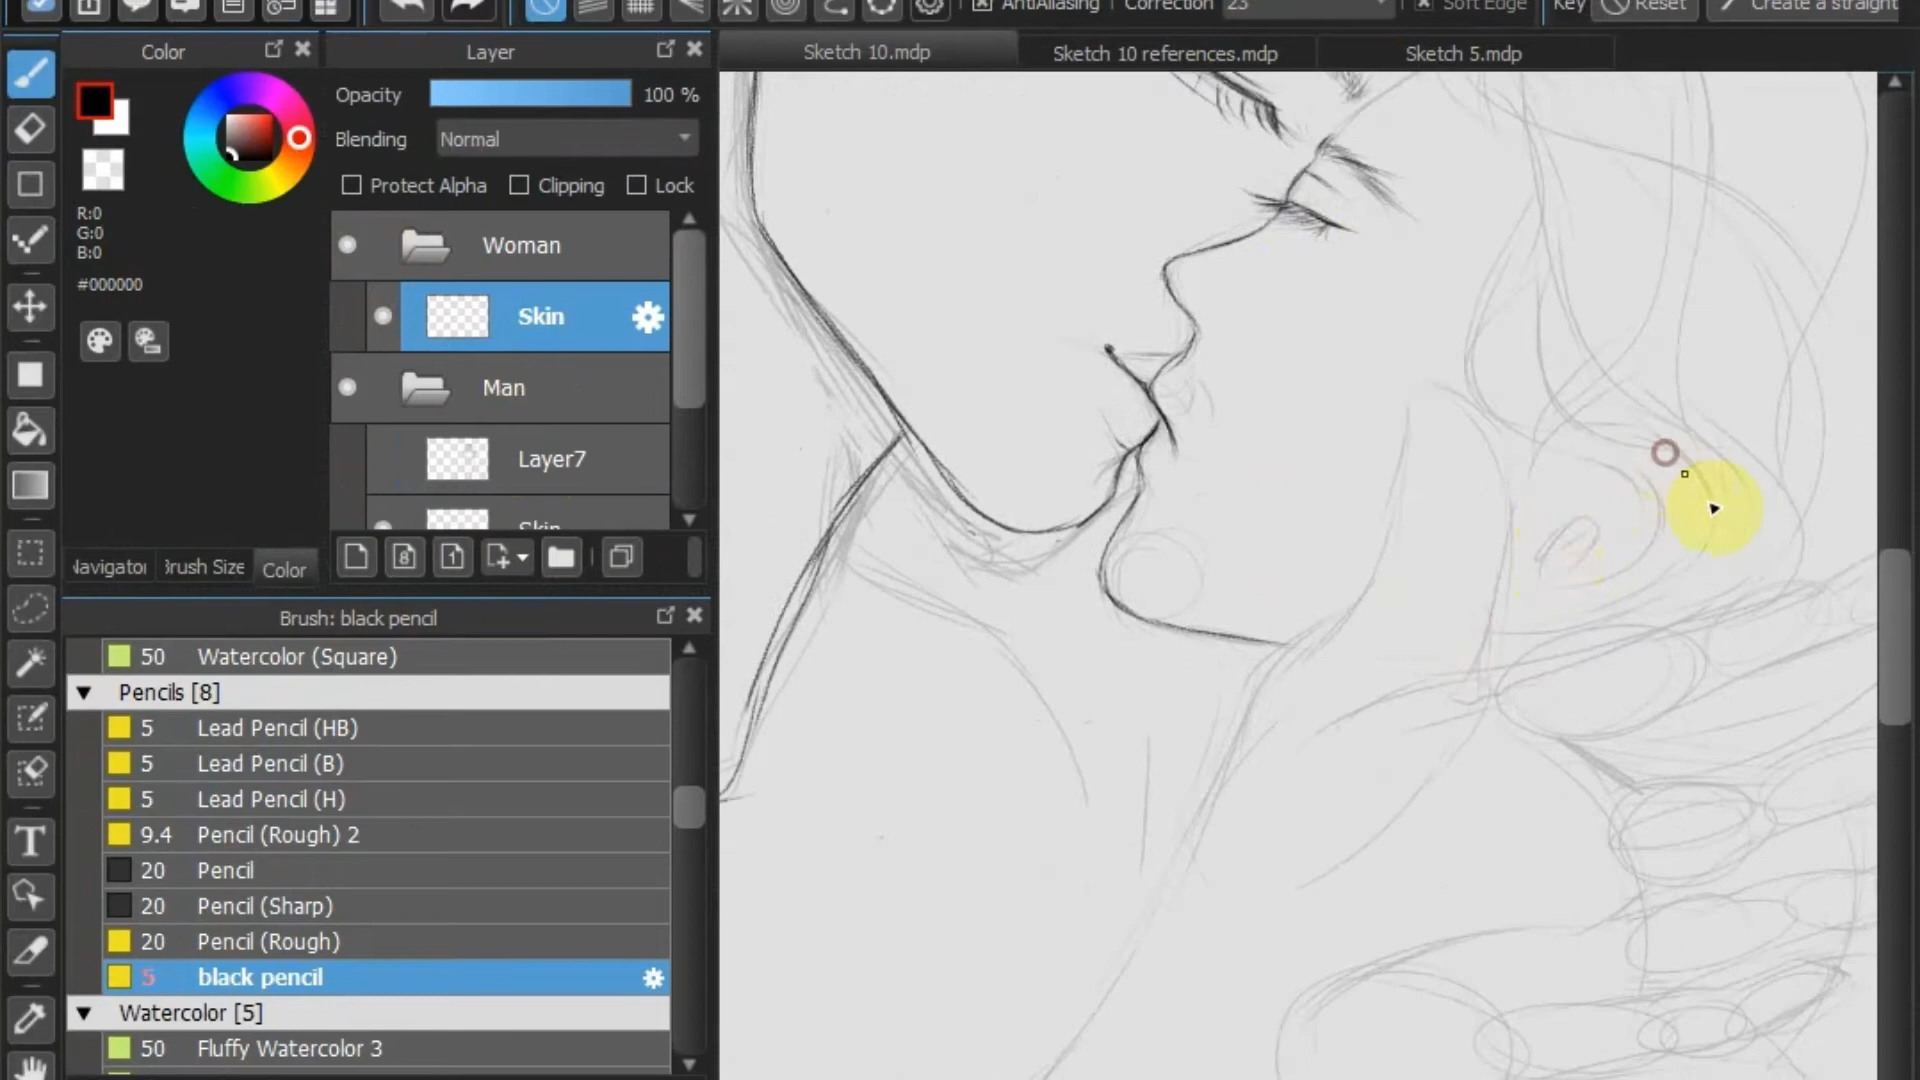 AntiAliasing
Correction 23
Soft Edge
Key
Reset
Create a straight
Color
Layer
Sketch 10.mdp
Sketch 10 references.mdp
Sketch 5.mdp
Opacity 100 %
Blending Normal
Protect Alpha
Clipping
Lock
R:0
G:0
B:0
#000000
Woman
Skin
Man
Layer7
Skin
8
1
Navigator
Brush Size
Color
Brush: black pencil
50 Watercolor (Square)
Pencils [8]
5 Lead Pencil (HB)
5 Lead Pencil (B)
5 Lead Pencil (H)
9.4 Pencil (Rough) 2
20 Pencil
20 Pencil (Sharp)
20 Pencil (Rough)
5 black pencil
Watercolor [5]
50 Fluffy Watercolor 3
T